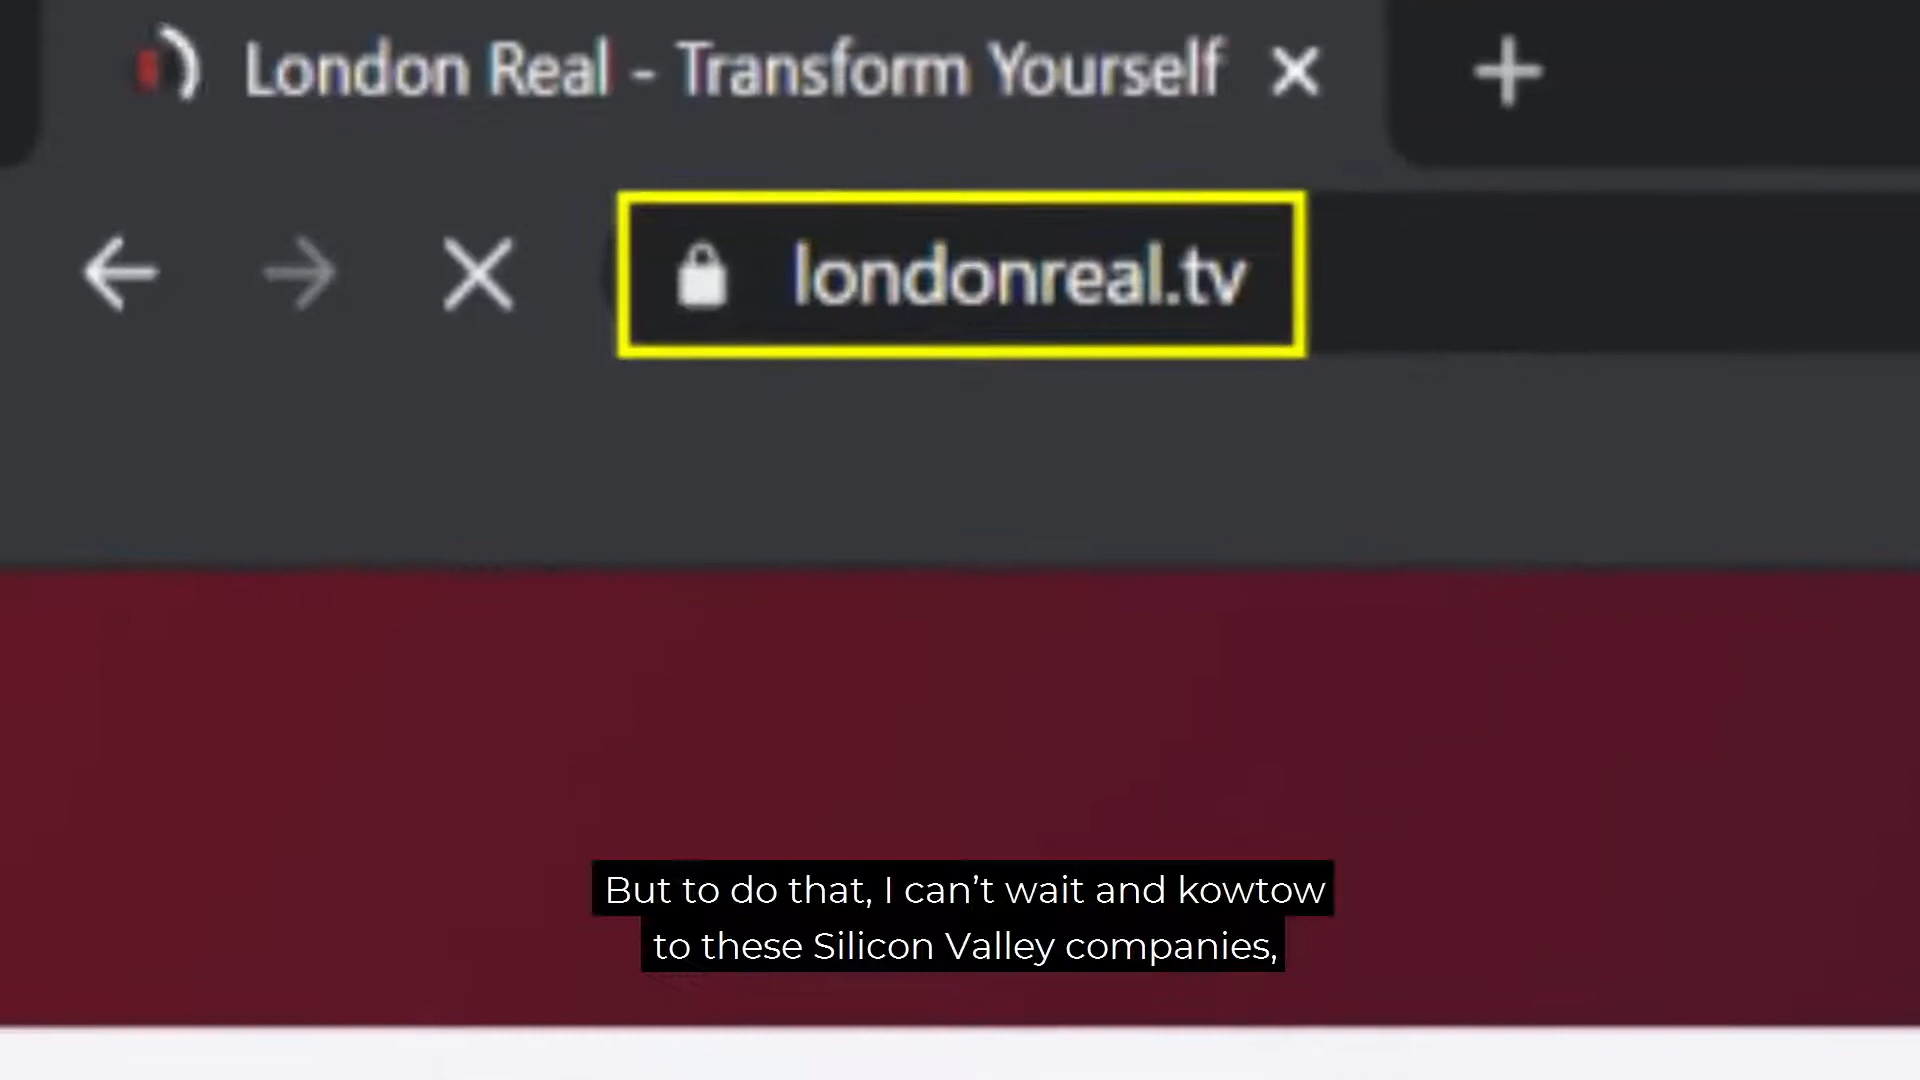 London Real - Transform Yourself
londonreal.tv
But to do that, I can’t wait and kowtow
to these Silicon Valley companies,